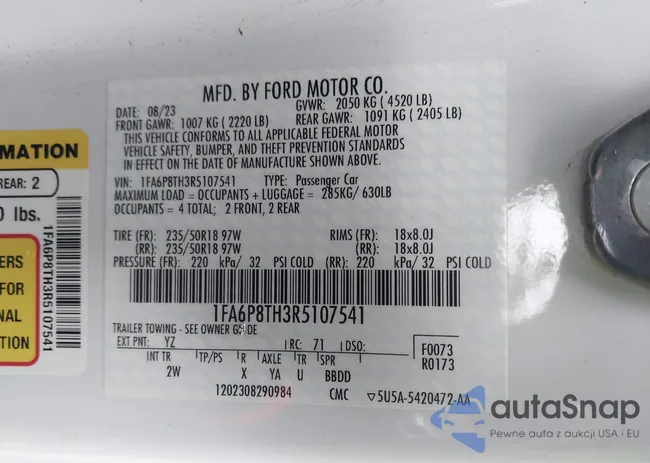 MFD. BY FORD MOTOR CO.
DATE: 08/23 GVWR: 2050 KG ( 4520 LB)
FRONT GAWR: 1007 KG ( 2220 LB) REAR GAWR: 1091 KG ( 2405 LB)
THIS VEHICLE CONFORMS TO ALL APPLICABLE FEDERAL MOTOR
VEHICLE SAFETY, BUMPER, AND THEFT PREVENTION STANDARDS
IN EFFECT ON THE DATE OF MANUFACTURE SHOWN ABOVE.
VIN: 1FA6P8TH3R5107541 TYPE: Passenger Car
MAXIMUM LOAD = OCCUPANTS + LUGGAGE = 285KG/ 630LB
OCCUPANTS = 4 TOTAL; 2 FRONT, 2 REAR
TIRE (FR): 235/50R18 97W RIMS (FR): 18x8.0J
(RR): 235/50R18 97W (RR): 18x8.0J
PRESSURE (FR): 220 kPa/ 32 PSI COLD (RR): 220 kPa/ 32 PSI COLD
1FA6P8TH3R5107541
TRAILER TOWING - SEE OWNER GUIDE
EXT PNT: YZ RC: 71 DSO: F0073
R0173
INT TR TP/PS R AXLE TR SPR
2W X YA U BBDD
1202308290984 CMC 5U5A-5420472-AA
RMATION
REAR: 2
0 lbs.
ERS
FOR
NAL
TION
1FA6P8TH3R5107541
autaSnap
Pewne auta z aukcji USA i EU